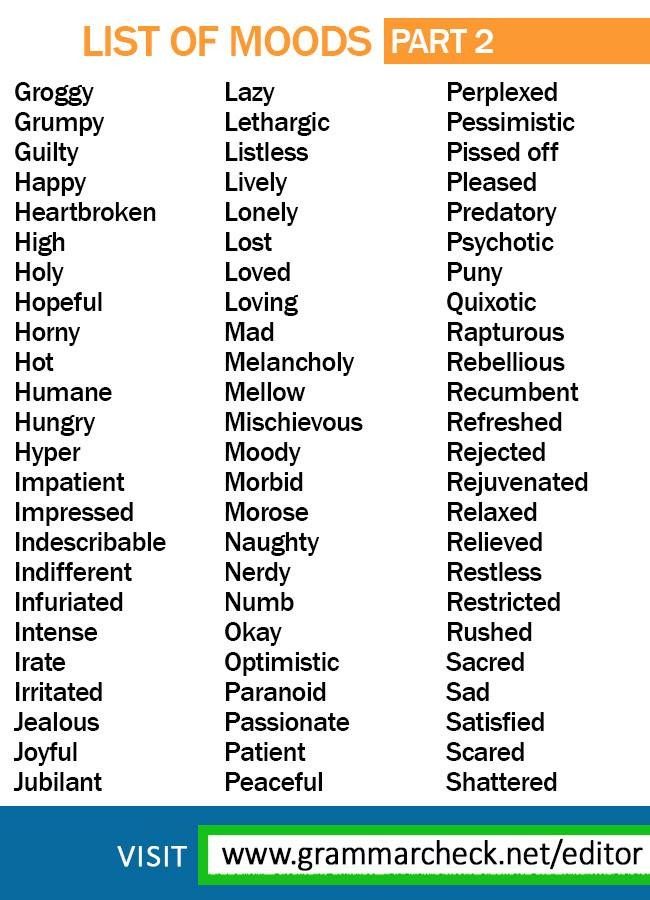 LIST OF MOODS PART 2
Groggy
Grumpy
Guilty
Happy
Heartbroken
High
Holy
Hopeful
Horny
Hot
Humane
Hungry
Hyper
Impatient
Impressed
Indescribable
Indifferent
Infuriated
Intense
Irate
Irritated
Jealous
Joyful
Jubilant
Lazy
Lethargic
Listless
Lively
Lonely
Lost
Loved
Loving
Mad
Melancholy
Mellow
Mischievous
Moody
Morbid
Morose
Naughty
Nerdy
Numb
Okay
Optimistic
Paranoid
Passionate
Patient
Peaceful
Perplexed
Pessimistic
Pissed off
Pleased
Predatory
Psychotic
Puny
Quixotic
Rapturous
Rebellious
Recumbent
Refreshed
Rejected
Rejuvenated
Relaxed
Relieved
Restless
Restricted
Rushed
Sacred
Sad
Satisfied
Scared
Shattered
VISIT www.grammarcheck.net/editor